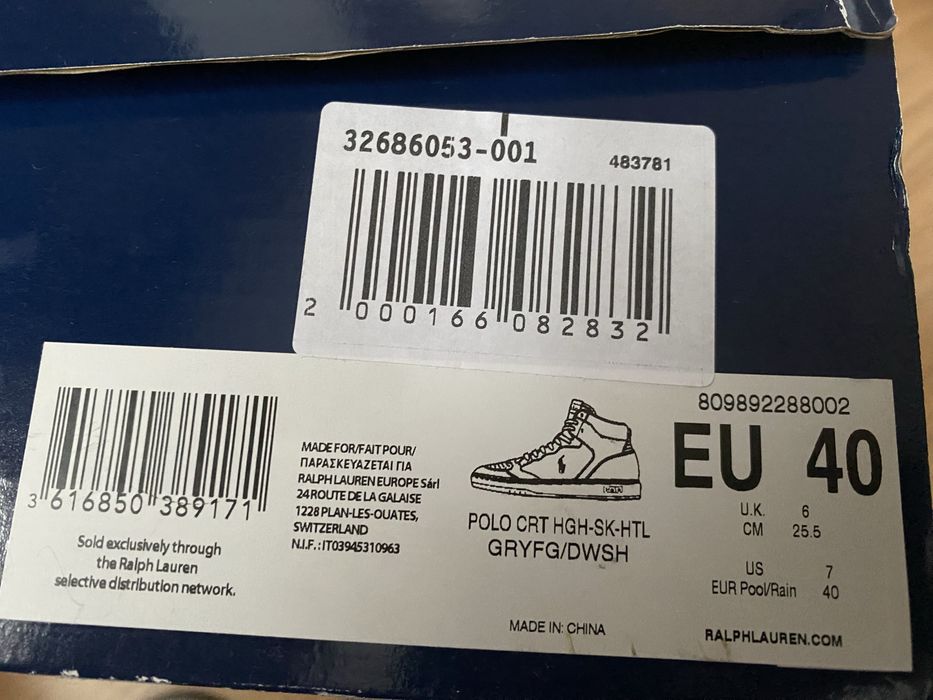 32686053-001 483781
2 000166 082832
3 616850 389171
Sold exclusively through
the Ralph Lauren
selective distribution network.
MADE FOR/FAIT POUR/
ΠΑΡΑΣΚΕΥΑΖΕΤΑΙ ΓΙΑ
RALPH LAUREN EUROPE Sárl
24 ROUTE DE LA GALAISE
1228 PLAN-LES-OUATES,
SWITZERLAND
N.I.F.:IT03945310963
POLO CRT HGH-SK-HTL
GRYFG/DWSH
MADE IN: CHINA
809892288002
EU 40
U.K. 6
CM 25.5
US 7
EUR Pool/Rain 40
RALPHLAUREN.COM